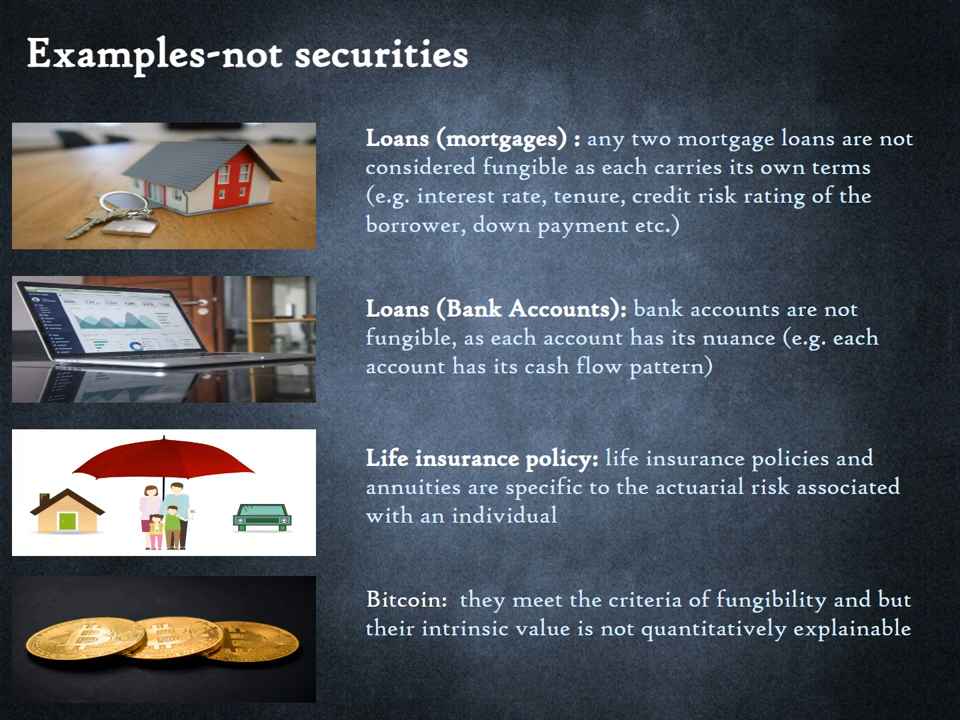 Examples-not securities
Loans (mortgages) : any two mortgage loans are not
considered fungible as each carries its own terms
(e.g. interest rate, tenure, credit risk rating of the
borrower, down payment etc.)
Loans (Bank Accounts): bank accounts are not
fungible, as each account has its nuance (e.g. each
account has its cash flow pattern)
Life insurance policy: life insurance policies and
annuities are specific to the actuarial risk associated
with an individual
Bitcoin:  they meet the criteria of fungibility and but
their intrinsic value is not quantitatively explainable